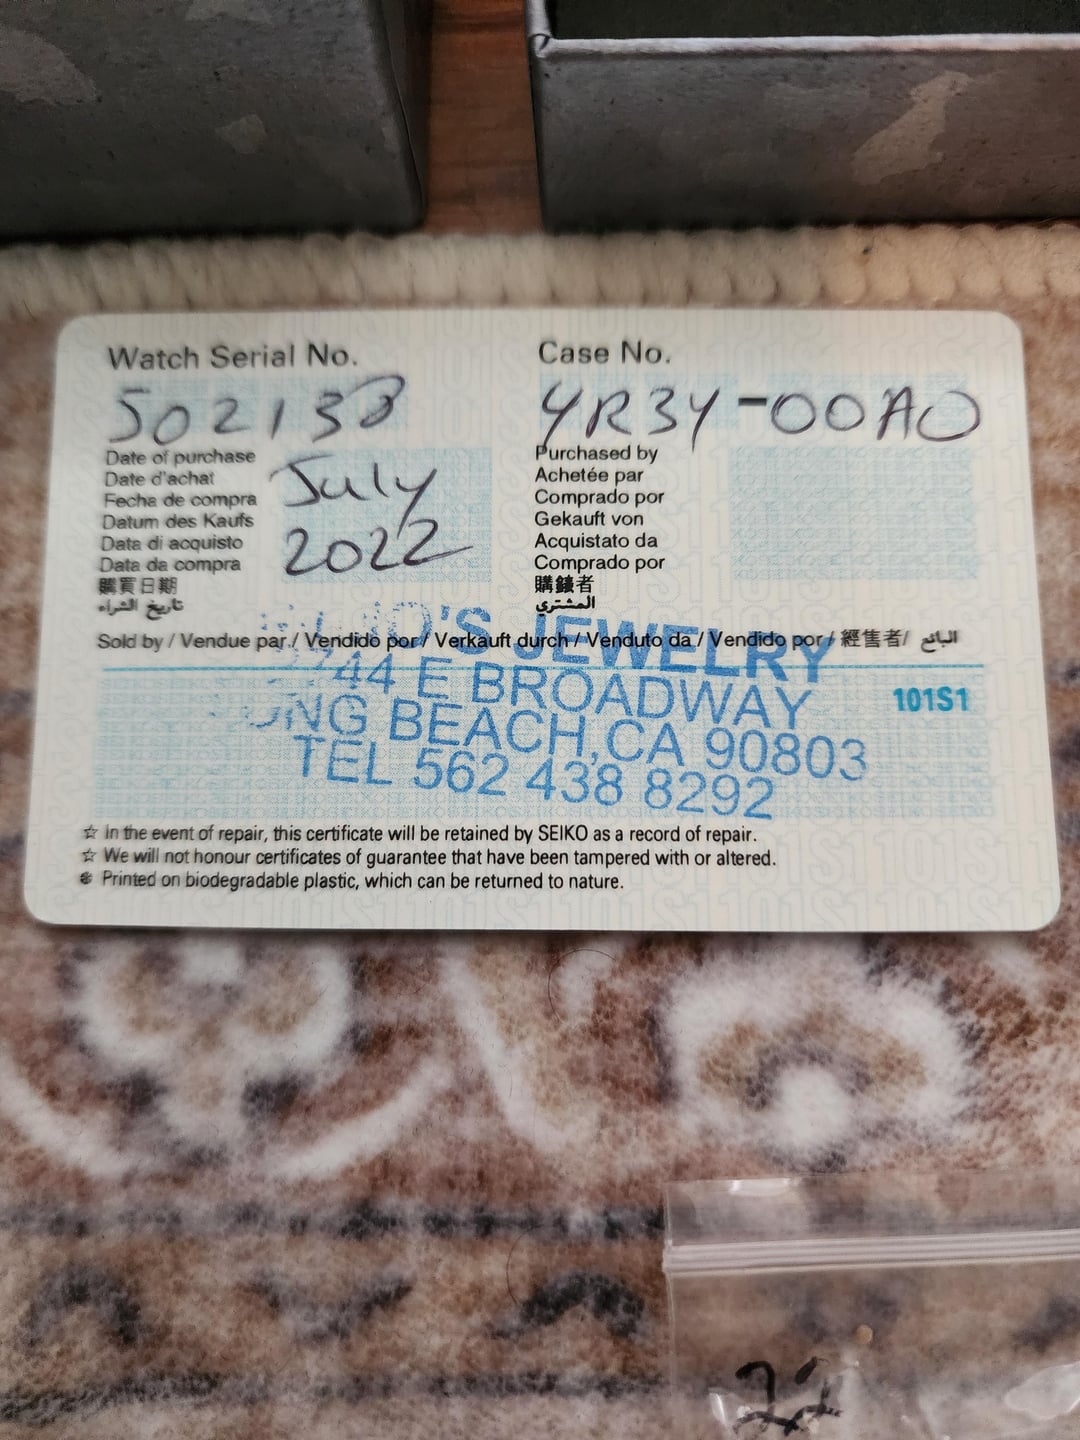 Watch Serial No.
502133
Case No.
4R34-00A0
Date of purchase
Date d'achat
Fecha de compra
Datum des Kaufs
Data di acquisto
Data da compra
購買日期
تاريخ الشراء
July
2022
Purchased by
Achetée par
Comprado por
Gekauft von
Acquistato da
Comprado por
購者
المشتري
Sold by / Vendue par / Vendido por / Verkauft durch / Venduto da / Vendido por / 經售者/ البائع
JEWELRY
44 E BROADWAY
101S1
BEACH,CA 90803
TEL 562 438 8292
☆ In the event of repair, this certificate will be retained by SEIKO as a record of repair.
☆ We will not honour certificates of guarantee that have been tampered with or altered.
Printed on biodegradable plastic, which can be returned to nature.
22